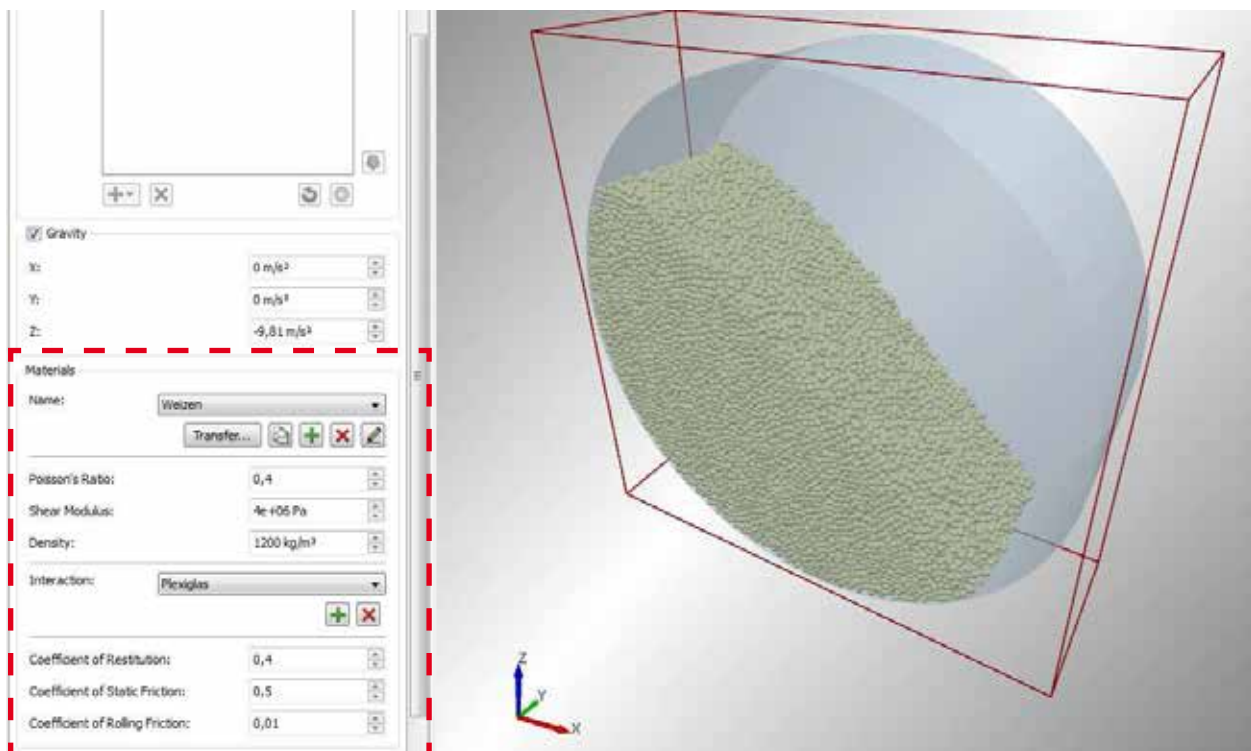 Gravity
X: 0 m/s²
Y: 0 m/s²
Z: -9,81 m/s²
Materials
Name: Weizen
Transfer...
Poisson's Ratio: 0,4
Shear Modulus: 4e+06 Pa
Density: 1200 kg/m³
Interaction: Plexiglas
Coefficient of Restitution: 0,4
Coefficient of Static Friction: 0,5
Coefficient of Rolling Friction: 0,01
Z
Y
X